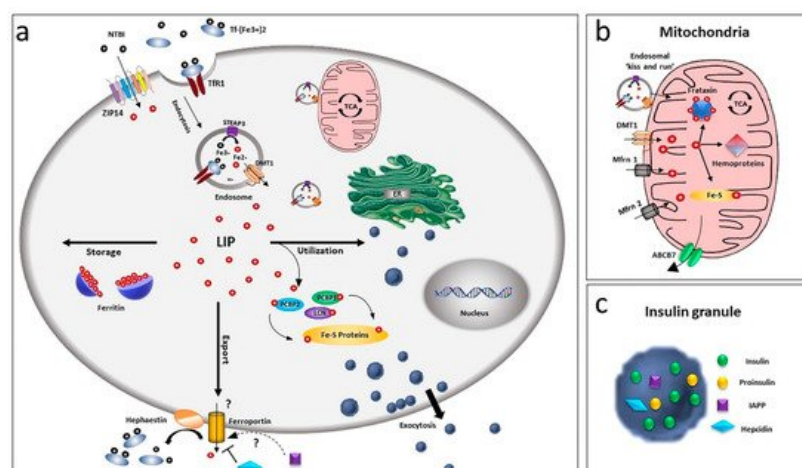 a
NTBI
Tf-[Fe3+]2
TfR1
ZIP14
Endocytosis
STEAP3
Fe3-
Fe2-
DMT1
H+
Endosome
TCA
ER
LIP
Storage
Utilization
Ferritin
PCBP2
PCBP1
Fe-S Proteins
Nucleus
Export
?
Hephaestin
Ferroportin
?
Exocytosis
b
Mitochondria
Endosomal
'kiss and run'
Frataxin
TCA
DMT1
Hemoproteins
Mfrn 1
Fe-S
Mfrn 2
ABCB7
c
Insulin granule
Insulin
Proinsulin
IAPP
Hepcidin